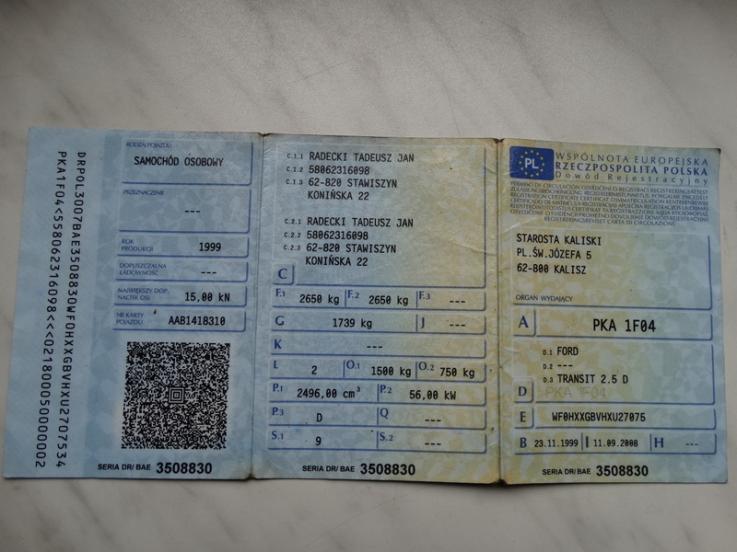 DRPOL3007BAE3508830WF0HXXGBVHXU2707534
PKA1F04<558062316098<<<0218000050000002
RODZAJ POJAZDU
SAMOCHÓD OSOBOWY
PRZEZNACZENIE
---
ROK PRODUKCJI 1999
DOPUSZCZALNA ŁADOWNOŚĆ ---
NAJWIĘKSZY DOP. NACISK OSI 15,00 kN
NR KARTY POJAZDU AAB1418310
SERIA DR/ BAE 3508830
C.1.1 RADECKI TADEUSZ JAN
C.1.2 58062316098
C.1.3 62-820 STAWISZYN
KONIŃSKA 22
C.2.1 RADECKI TADEUSZ JAN
C.2.2 58062316098
C.2.3 62-820 STAWISZYN
KONIŃSKA 22
C
F.1 2650 kg F.2 2650 kg F.3 ---
G 1739 kg J ---
K ---
L 2 O.1 1500 kg O.2 750 kg
P.1 2496,00 cm³ P.2 56,00 kW
P.3 D Q ---
S.1 9 S.2 ---
SERIA DR/ BAE 3508830
PL
WSPÓLNOTA EUROPEJSKA
RZECZPOSPOLITA POLSKA
Dowód Rejestracyjny
STAROSTA KALISKI
PL.ŚW.JÓZEFA 5
62-800 KALISZ
ORGAN WYDAJĄCY
A PKA 1F04
D.1 FORD
D.2 ---
D.3 TRANSIT 2.5 D
D PKA 1F04
E WF0HXXGBVHXU27075
B 23.11.1999 I 11.09.2008 H ---
SERIA DR/ BAE 3508830